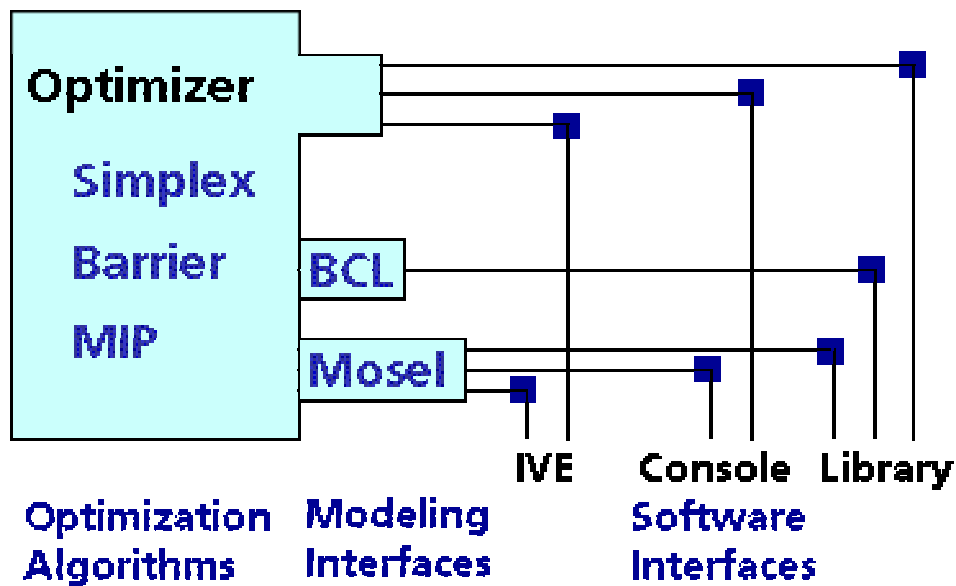 Optimizer
Simplex
Barrier
MIP
BCL
Mosel
IVE
Console
Library
Optimization
Algorithms
Modeling
Interfaces
Software
Interfaces